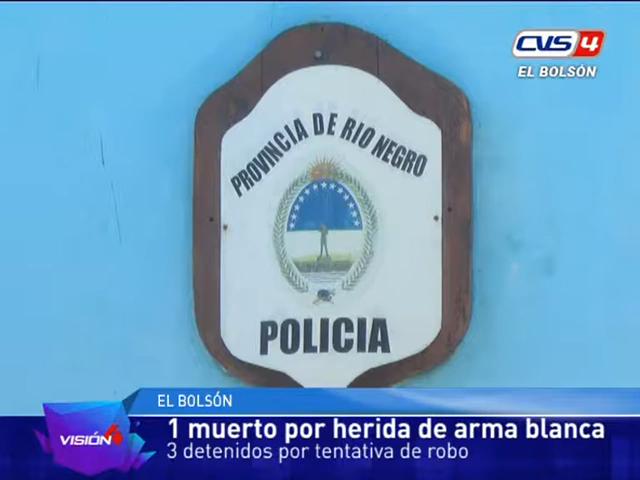 CVS 4
EL BOLSÓN
PROVINCIA DE RIO NEGRO
POLICIA
EL BOLSÓN
VISIÓN 6
1 muerto por herida de arma blanca
3 detenidos por tentativa de robo